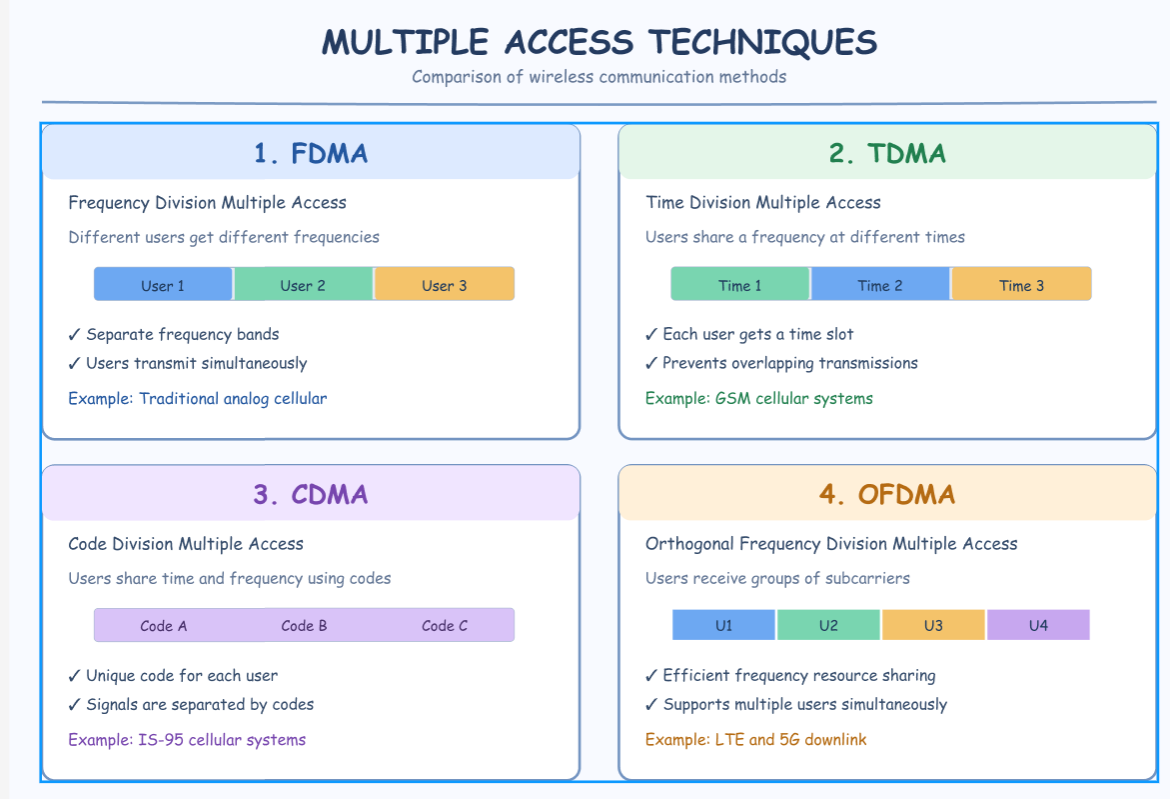 MULTIPLE ACCESS TECHNIQUES
Comparison of wireless communication methods
1. FDMA
Frequency Division Multiple Access
Different users get different frequencies
User 1 User 2 User 3
✓ Separate frequency bands
✓ Users transmit simultaneously
Example: Traditional analog cellular
2. TDMA
Time Division Multiple Access
Users share a frequency at different times
Time 1 Time 2 Time 3
✓ Each user gets a time slot
✓ Prevents overlapping transmissions
Example: GSM cellular systems
3. CDMA
Code Division Multiple Access
Users share time and frequency using codes
Code A Code B Code C
✓ Unique code for each user
✓ Signals are separated by codes
Example: IS-95 cellular systems
4. OFDMA
Orthogonal Frequency Division Multiple Access
Users receive groups of subcarriers
U1 U2 U3 U4
✓ Efficient frequency resource sharing
✓ Supports multiple users simultaneously
Example: LTE and 5G downlink